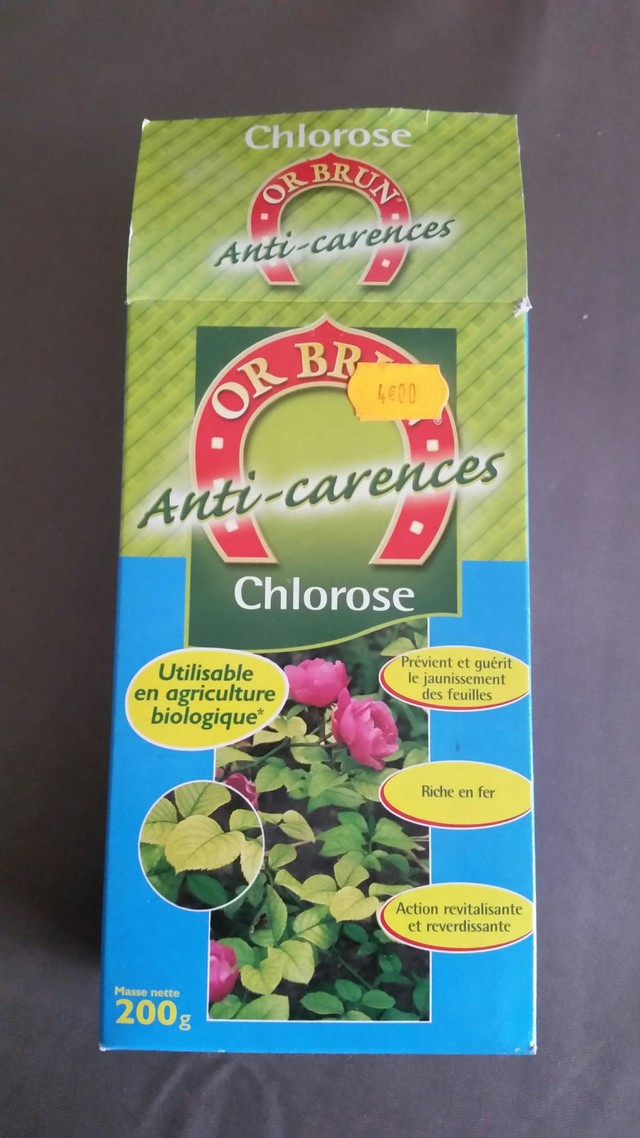 Chlorose
OR BRUN®
Anti-carences
OR
4€00
Anti-carences
Chlorose
Utilisable
en agriculture
biologique*
Prévient et guérit
le jaunissement
des feuilles
Riche en fer
Action revitalisante
et reverdissante
Masse nette
200g